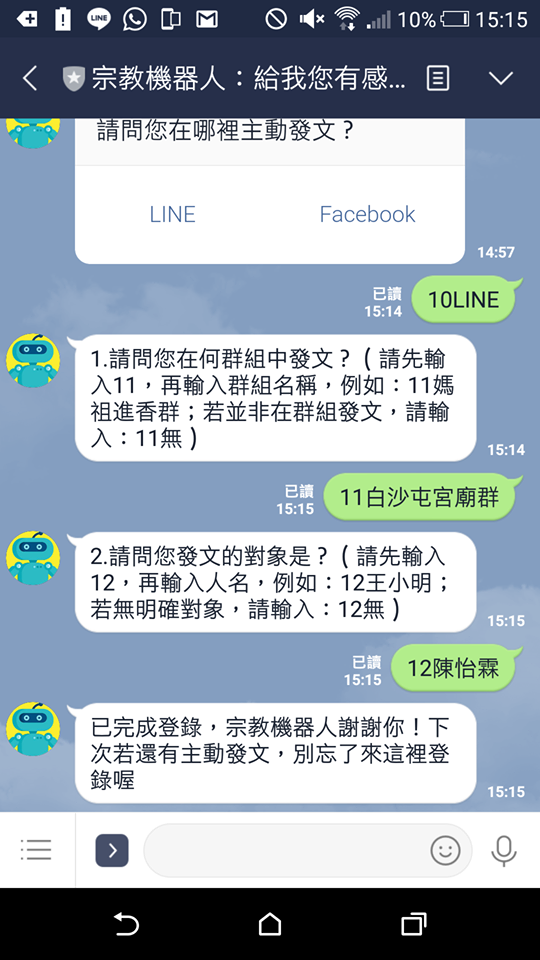 10% 15:15
宗教機器人：給我您有感...
請問您在哪裡主動發文？
LINE Facebook
14:57
已讀
15:14
10LINE
1.請問您在何群組中發文？ ( 請先輸
入11，再輸入群組名稱，例如：11媽
祖進香群；若並非在群組發文，請輸
入：11無 )
15:14
已讀
15:15
11白沙屯宮廟群
2.請問您發文的對象是？ ( 請先輸入
12，再輸入人名，例如：12王小明；
若無明確對象，請輸入：12無 )
15:15
已讀
15:15
12陳怡霖
已完成登錄，宗教機器人謝謝你！下
次若還有主動發文，別忘了來這裡登
錄喔
15:15